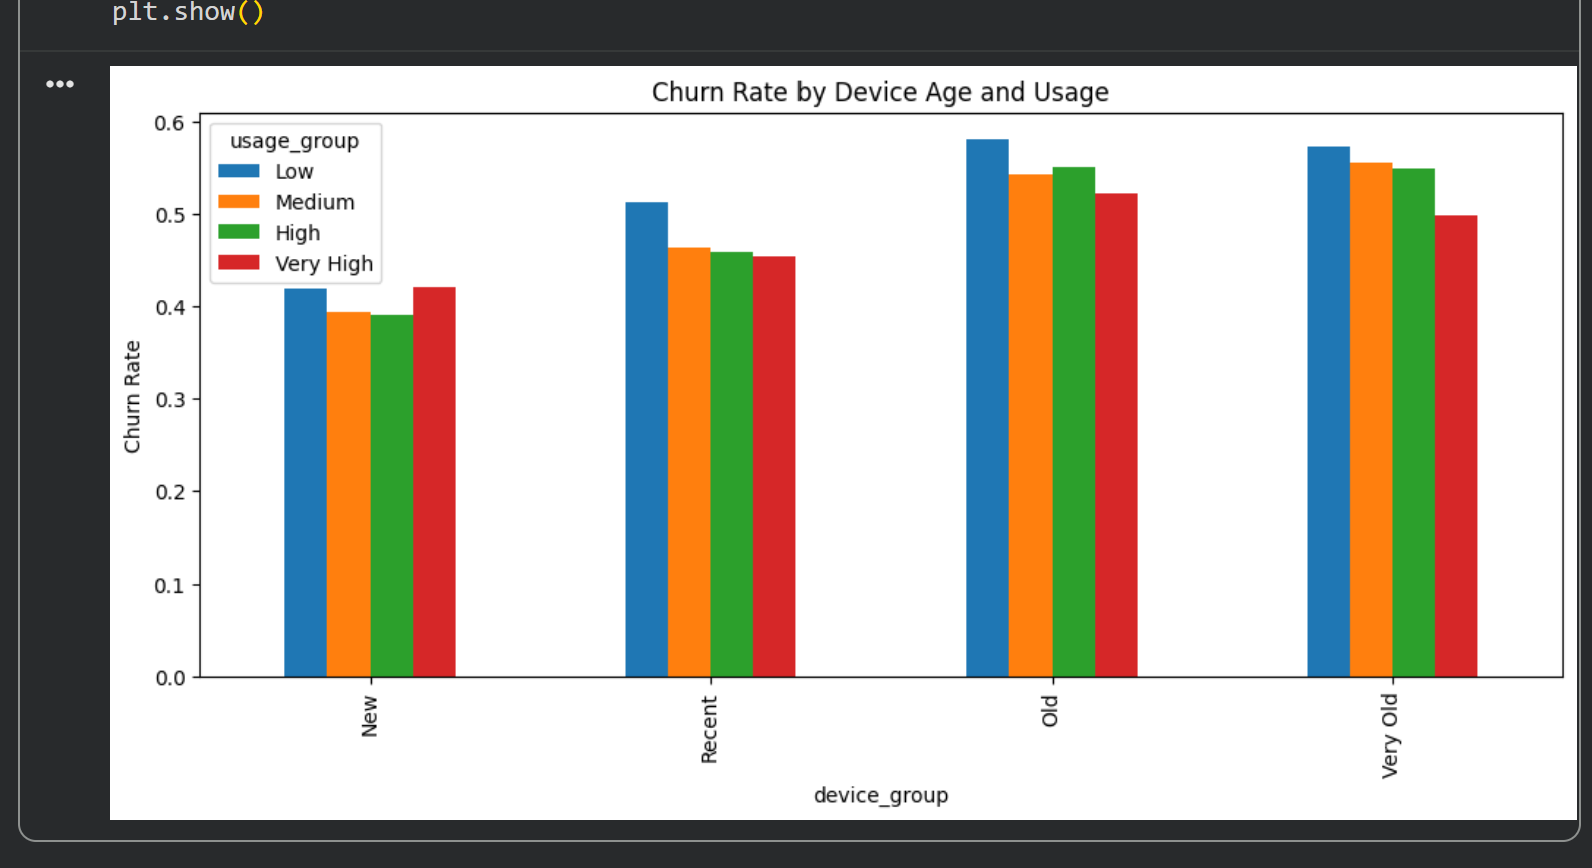 plt.show()
Churn Rate by Device Age and Usage
usage_group
Low
Medium
High
Very High
0.6
0.5
0.4
0.3
0.2
0.1
0.0
Churn Rate
New
Recent
Old
Very Old
device_group